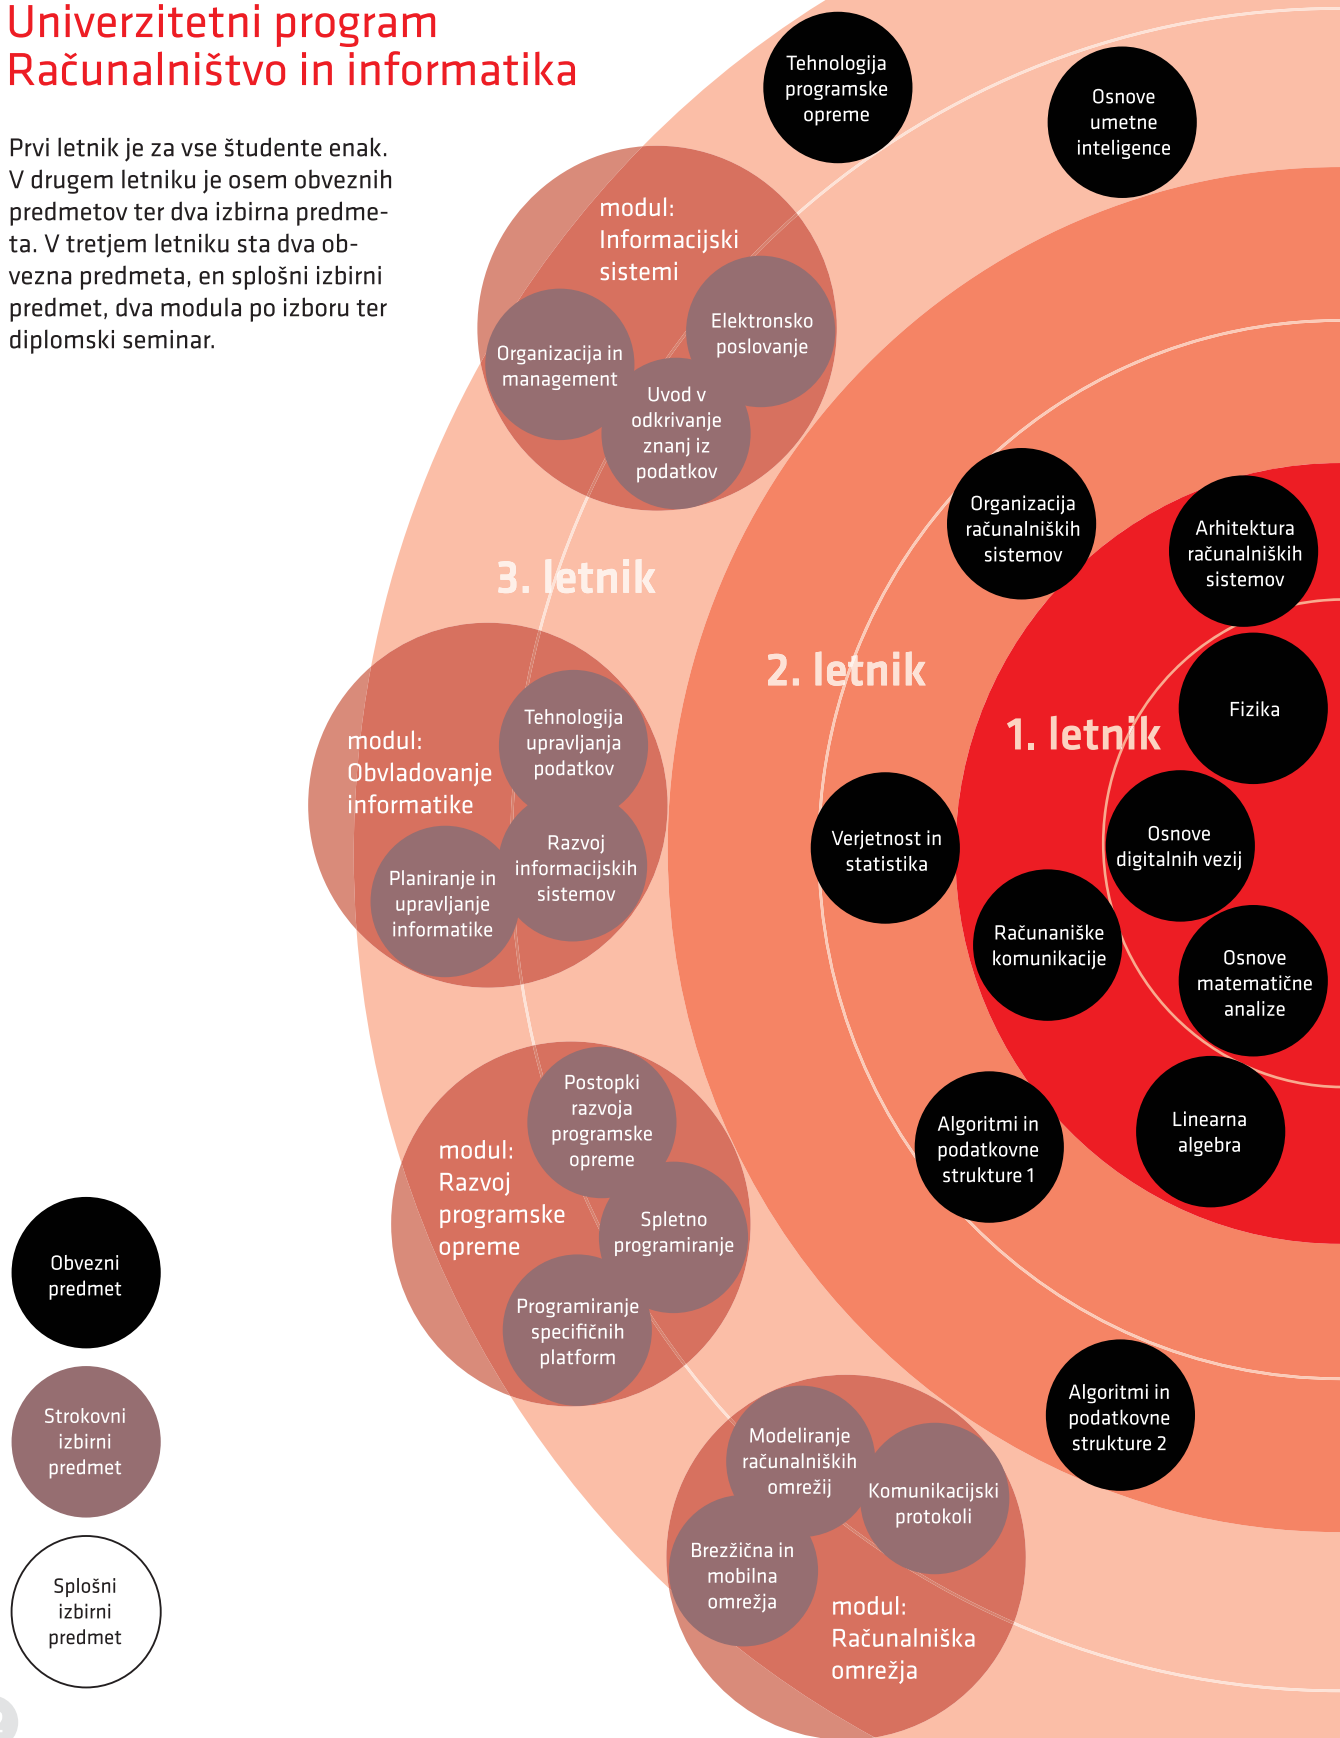 Univerzitetni program
Računalništvo in informatika
Prvi letnik je za vse študente enak.
V drugem letniku je osem obveznih
predmetov ter dva izbirna predme-
ta. V tretjem letniku sta dva ob-
vezna predmeta, en splošni izbirni
predmet, dva modula po izboru ter
diplomski seminar.
Tehnologija
programske
opreme
Osnove
umetne
inteligence
modul:
Informacijski
sistemi
Elektronsko
poslovanje
Organizacija in
management
Uvod v
odkrivanje
znanj iz
podatkov
Organizacija
računalniških
sistemov
Arhitektura
računalniških
sistemov
3. letnik
2. letnik
1. letnik
Fizika
modul:
Obvladovanje
informatike
Tehnologija
upravljanja
podatkov
Razvoj
informacijskih
sistemov
Planiranje in
upravljanje
informatike
Verjetnost in
statistika
Osnove
digitalnih vezij
Računaniške
komunikacije
Osnove
matematične
analize
Linearna
algebra
Algoritmi in
podatkovne
strukture 1
modul:
Razvoj
programske
opreme
Postopki
razvoja
programske
opreme
Spletno
programiranje
Programiranje
specifičnih
platform
Algoritmi in
podatkovne
strukture 2
modul:
Računalniška
omrežja
Modeliranje
računalniških
omrežij
Komunikacijski
protokoli
Brezžična in
mobilna
omrežja
Obvezni
predmet
Strokovni
izbirni
predmet
Splošni
izbirni
predmet